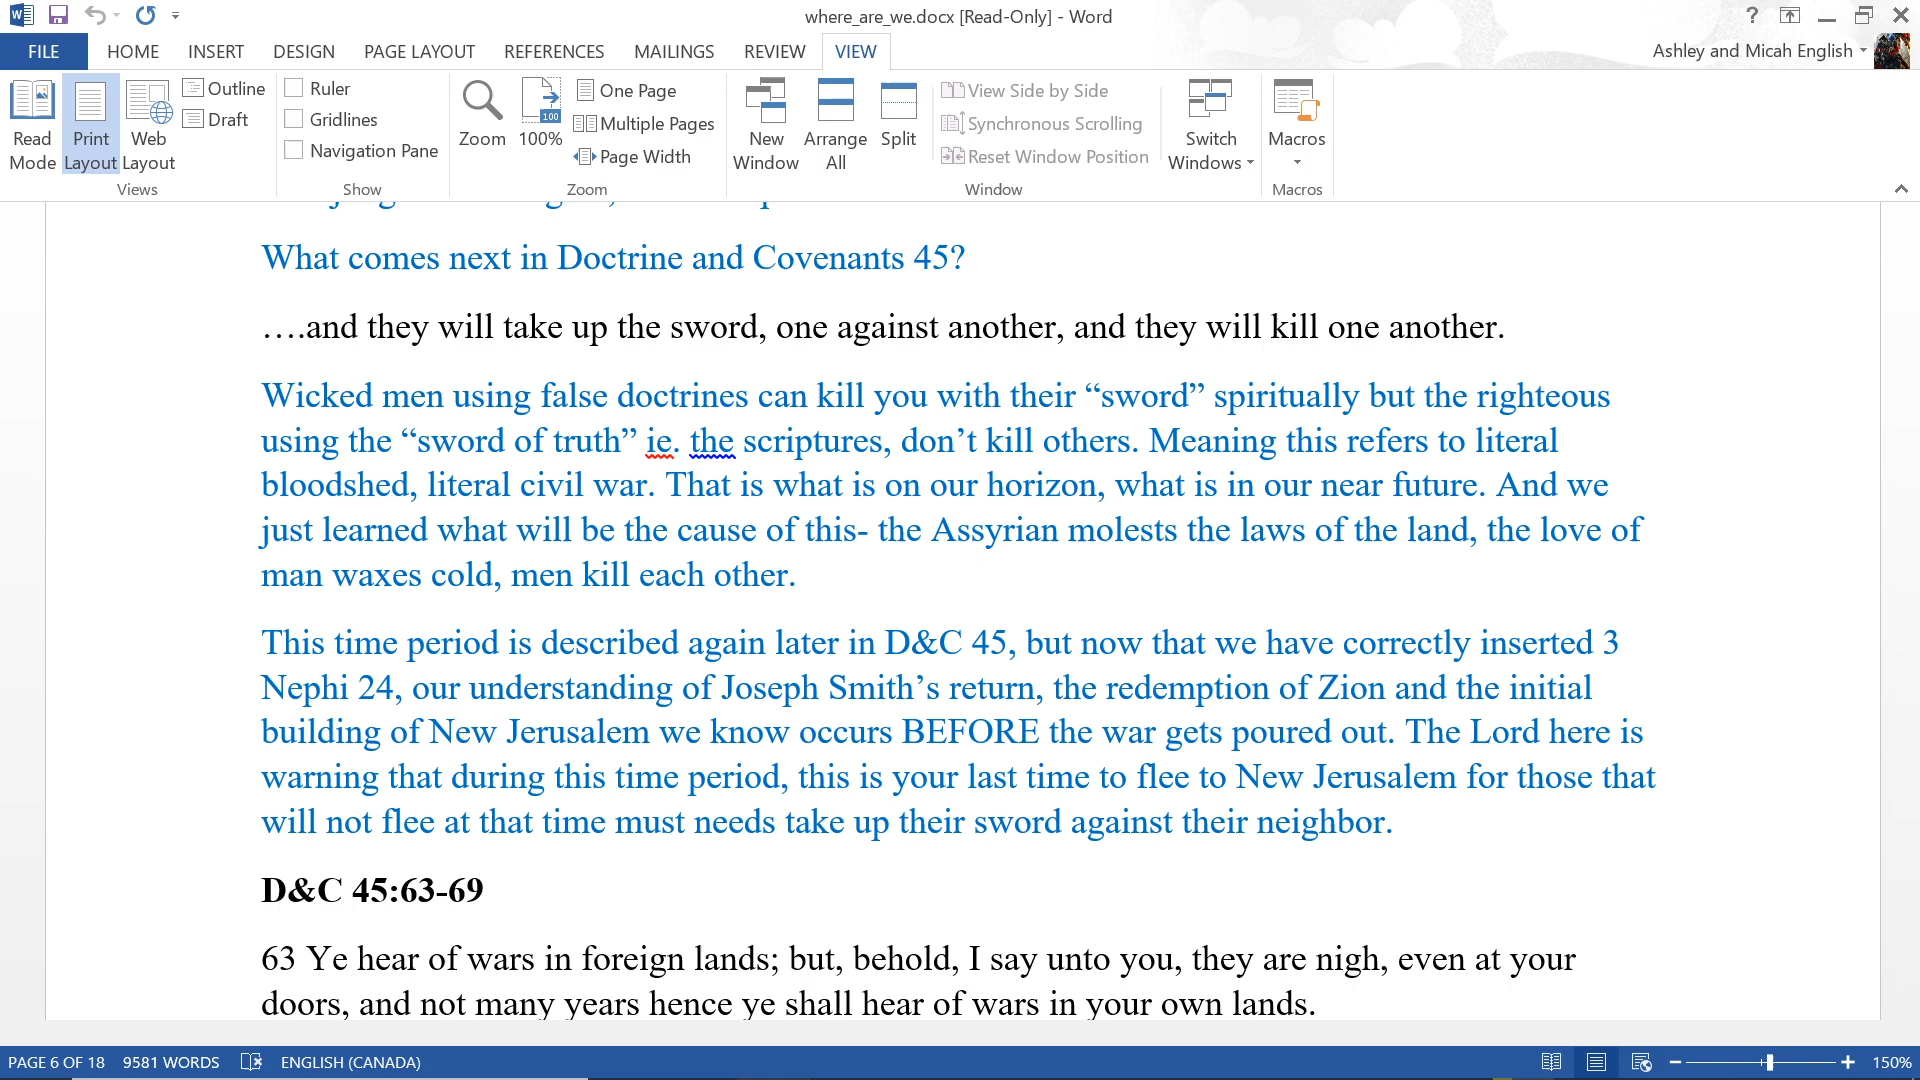 where_are_we.docx [Read-Only] - Word
?
FILE HOME INSERT DESIGN PAGE LAYOUT REFERENCES MAILINGS REVIEW VIEW Ashley and Micah English
Read Mode
Print Layout
Web Layout
Outline
Draft
Views
Ruler
Gridlines
Navigation Pane
Show
Zoom
100
100%
One Page
Multiple Pages
Page Width
Zoom
New Window
Arrange All
Split
View Side by Side
Synchronous Scrolling
Reset Window Position
Window
Switch Windows
Macros
Macros
What comes next in Doctrine and Covenants 45?
….and they will take up the sword, one against another, and they will kill one another.
Wicked men using false doctrines can kill you with their “sword” spiritually but the righteous
using the “sword of truth” ie. the scriptures, don’t kill others. Meaning this refers to literal
bloodshed, literal civil war. That is what is on our horizon, what is in our near future. And we
just learned what will be the cause of this- the Assyrian molests the laws of the land, the love of
man waxes cold, men kill each other.
This time period is described again later in D&C 45, but now that we have correctly inserted 3
Nephi 24, our understanding of Joseph Smith’s return, the redemption of Zion and the initial
building of New Jerusalem we know occurs BEFORE the war gets poured out. The Lord here is
warning that during this time period, this is your last time to flee to New Jerusalem for those that
will not flee at that time must needs take up their sword against their neighbor.
D&C 45:63-69
63 Ye hear of wars in foreign lands; but, behold, I say unto you, they are nigh, even at your
doors, and not many years hence ye shall hear of wars in your own lands.
PAGE 6 OF 18 9581 WORDS ENGLISH (CANADA) 150%